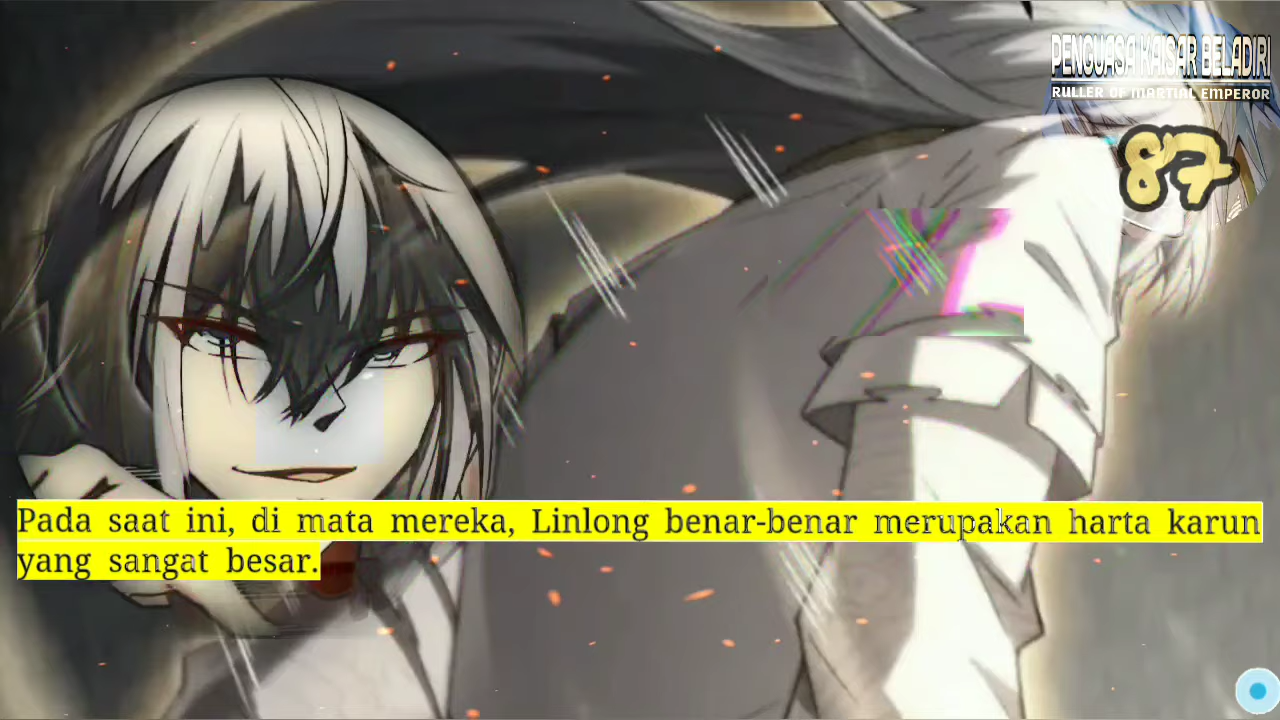 PENGUASA KAISAR BELADIRI
RULLER OF MARTIAL EMPEROR
87
Pada saat ini, di mata mereka, Linlong benar-benar merupakan harta karun
yang sangat besar.